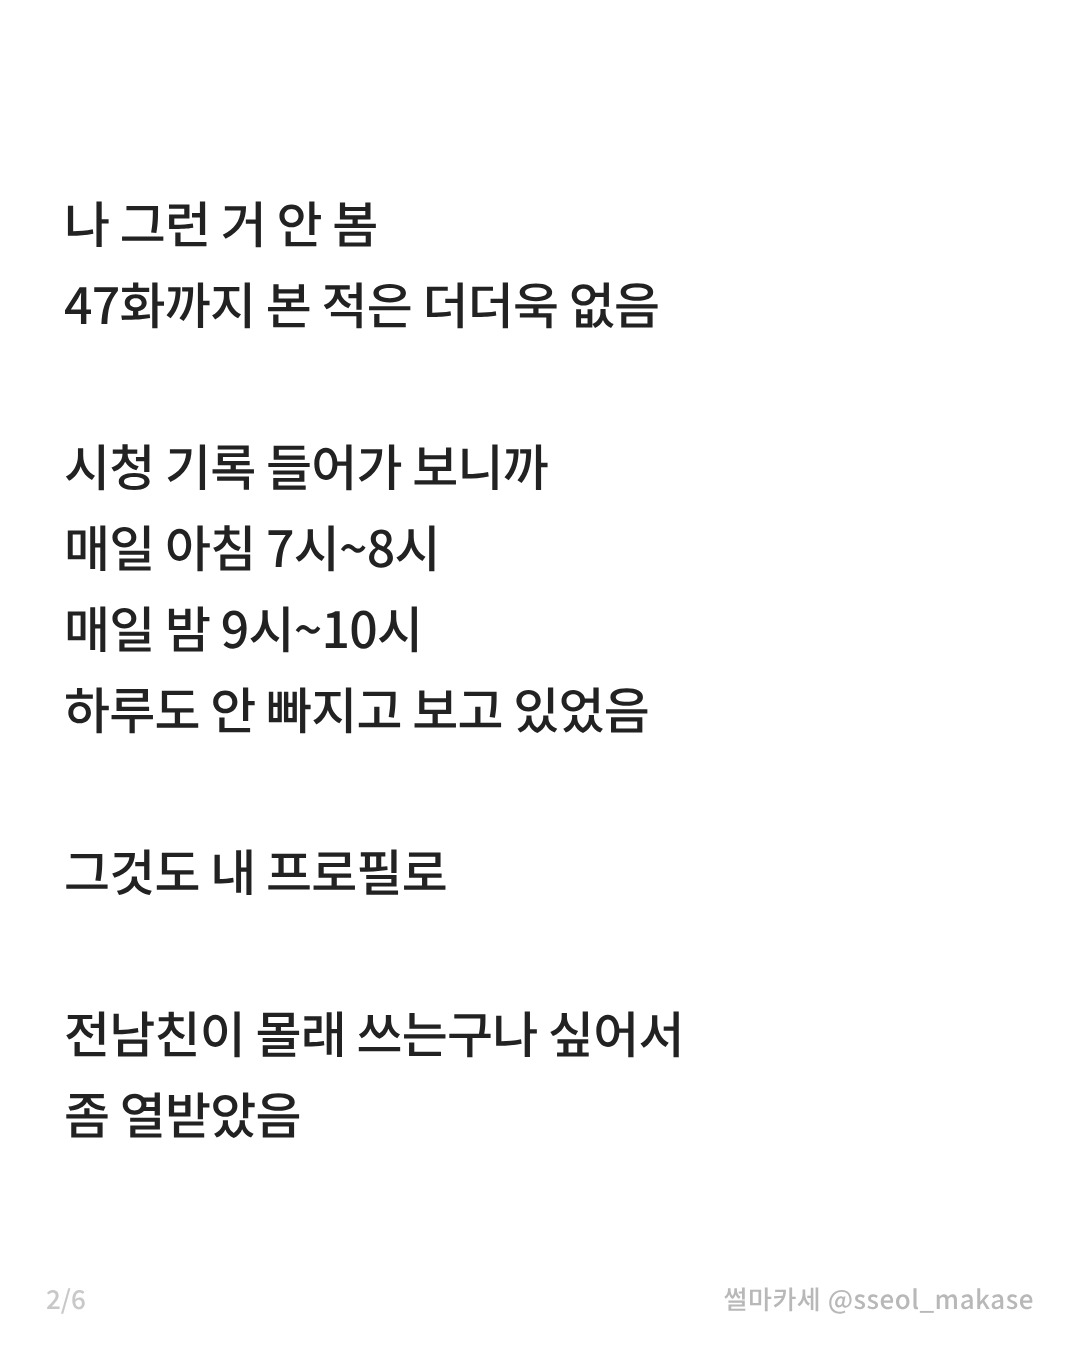 나 그런 거 안 봄
47화까지 본 적은 더더욱 없음
시청 기록 들어가 보니까
매일 아침 7시~8시
매일 밤 9시~10시
하루도 안 빠지고 보고 있었음
그것도 내 프로필로
전남친이 몰래 쓰는구나 싶어서
좀 열받았음
2/6
썰마카세 @sseol_makase